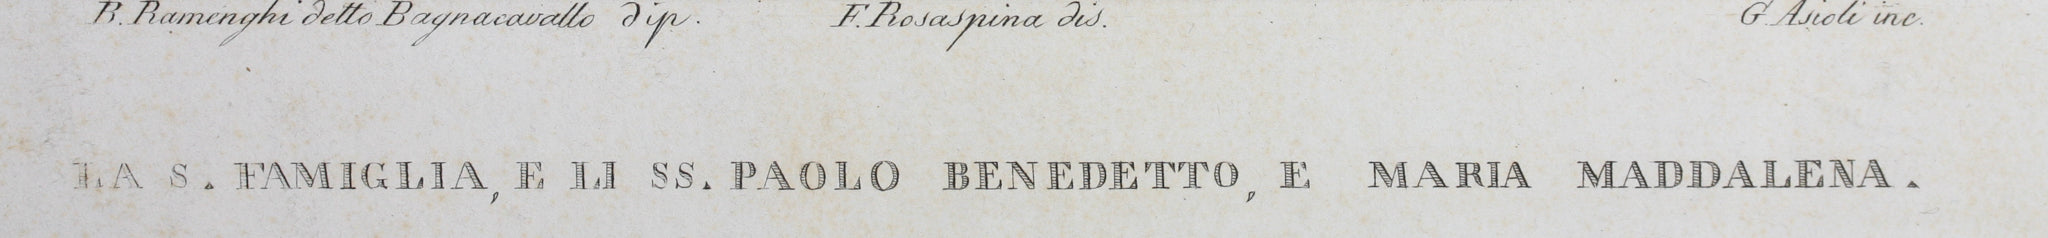 B. Ramenghi detto Bagnacavallo dip. F. Rosaspina dis. G. Asioli inc.
LA S. FAMIGLIA, E LI SS. PAOLO BENEDETTO, E MARIA MADDALENA.